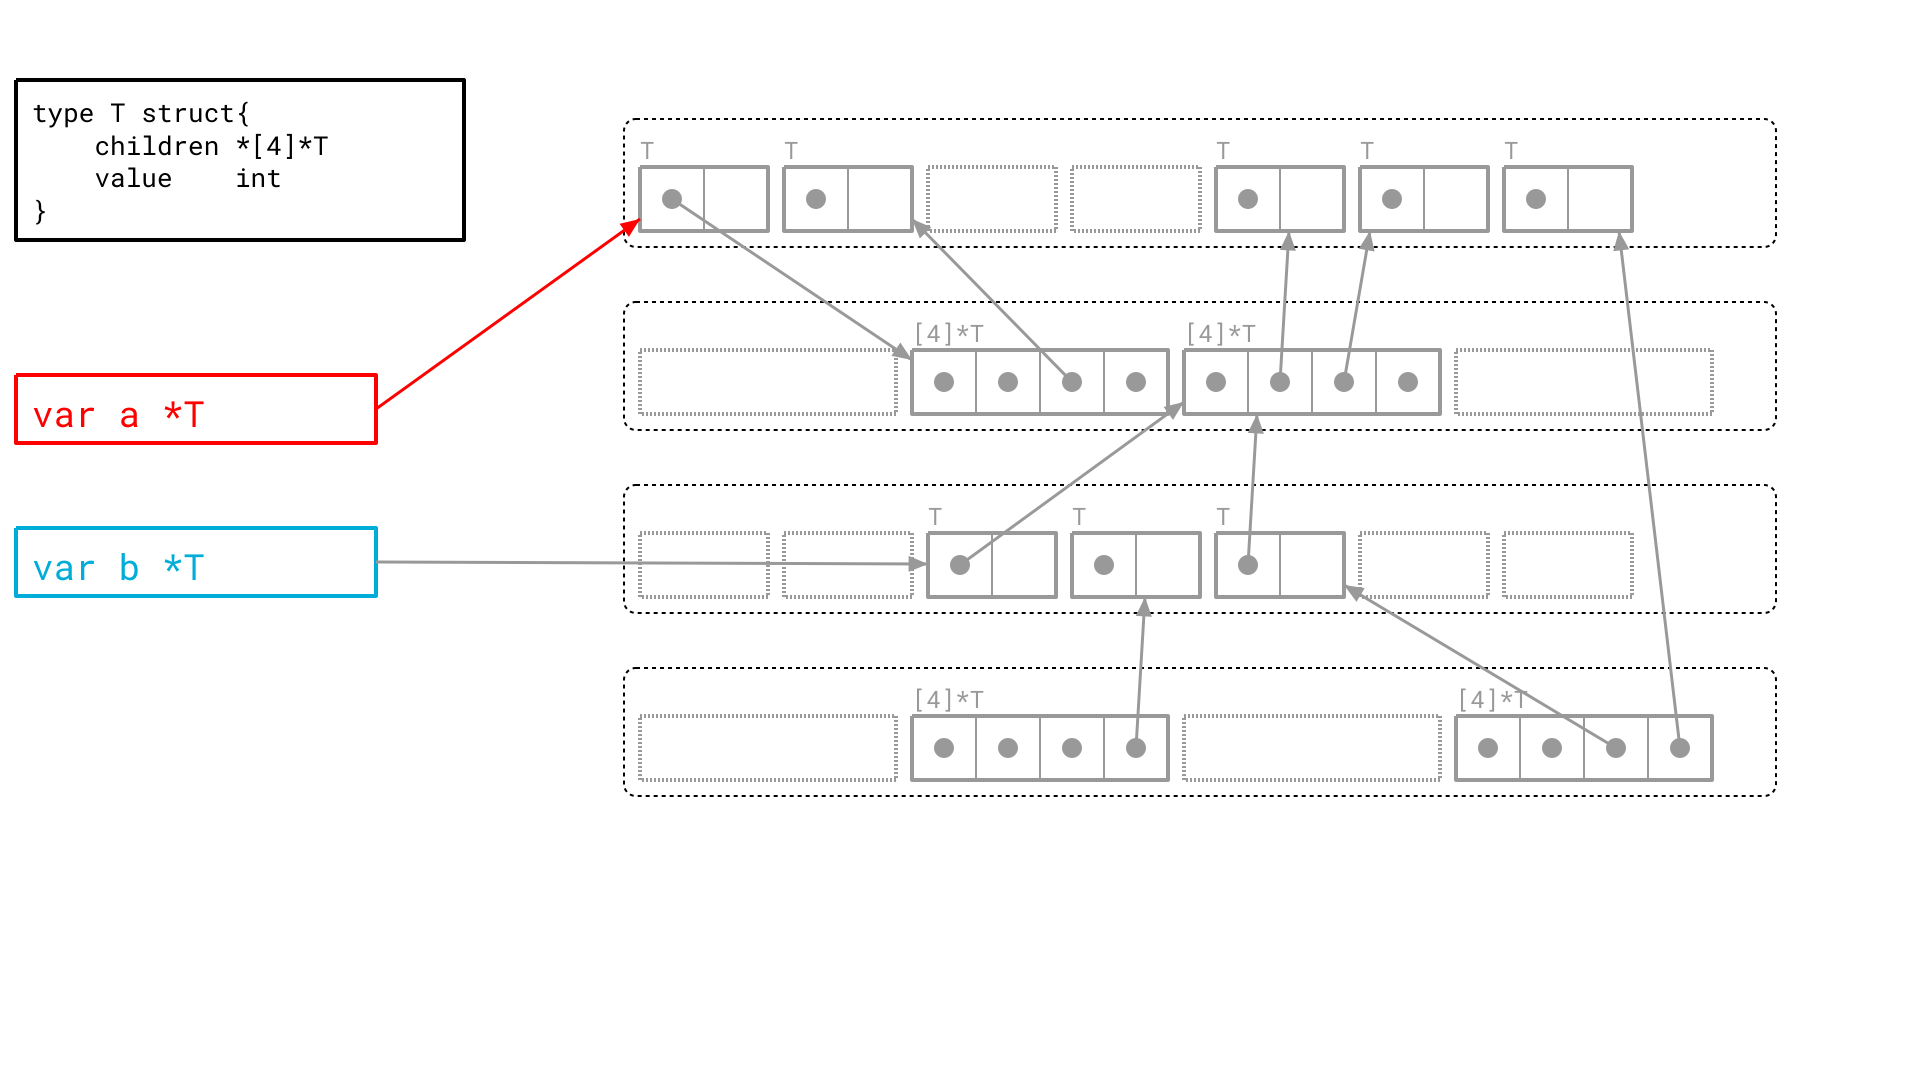 type T struct{
    children *[4]*T
    value    int
}
T T T T T
var a *T
[4]*T [4]*T
var b *T
T T T
[4]*T [4]*T